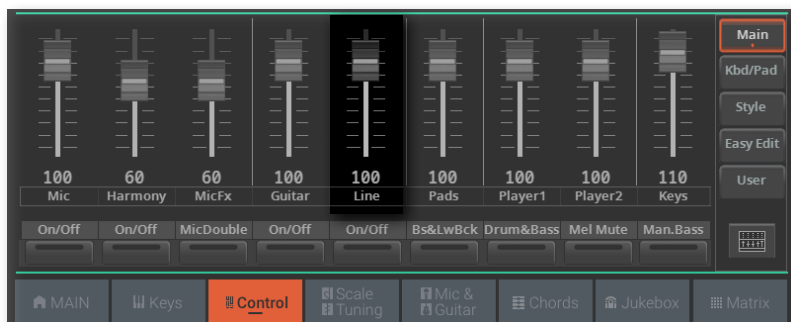 Main
Kbd/Pad
Style
Easy Edit
User
100 60 60 100 100 100 100 100 110
Mic Harmony MicFx Guitar Line Pads Player1 Player2 Keys
On/Off On/Off MicDouble On/Off On/Off Bs&LwBck Drum&Bass Mel Mute Man.Bass
MAIN Keys Control Scale Tuning Mic & Guitar Chords Jukebox Matrix